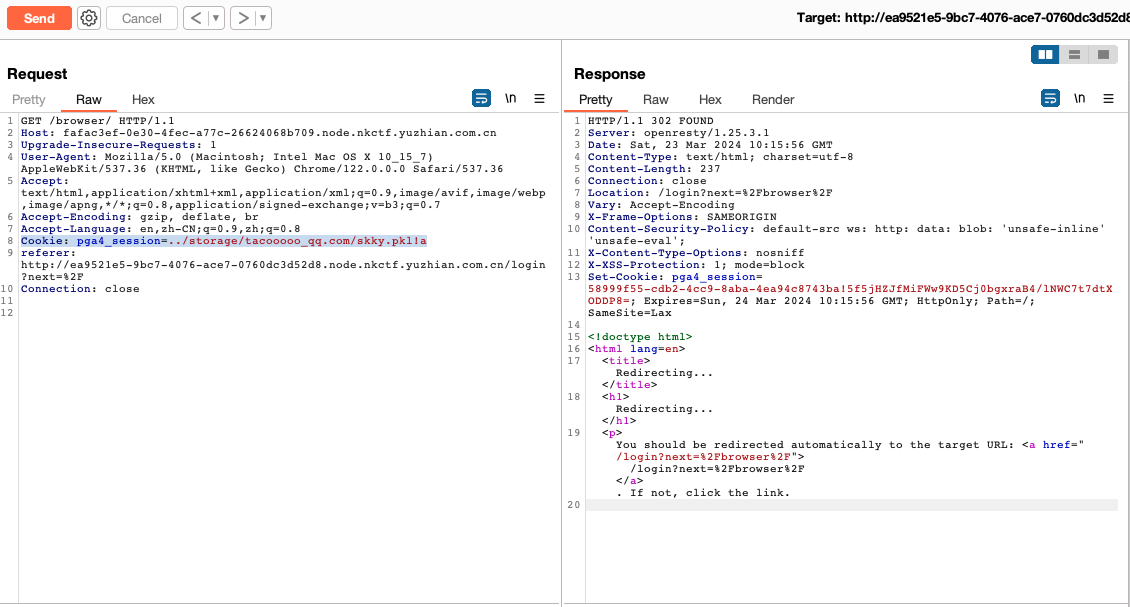 Send
Cancel
< ▼
> ▼
Target: http://ea9521e5-9bc7-4076-ace7-0760dc3d52d8
Request
Pretty Raw Hex
\n
1 GET /browser/ HTTP/1.1
2 Host: fafac3ef-0e30-4fec-a77c-26624068b709.node.nkctf.yuzhian.com.cn
3 Upgrade-Insecure-Requests: 1
4 User-Agent: Mozilla/5.0 (Macintosh; Intel Mac OS X 10_15_7)
AppleWebKit/537.36 (KHTML, like Gecko) Chrome/122.0.0.0 Safari/537.36
5 Accept:
text/html,application/xhtml+xml,application/xml;q=0.9,image/avif,image/webp
,image/apng,*/*;q=0.8,application/signed-exchange;v=b3;q=0.7
6 Accept-Encoding: gzip, deflate, br
7 Accept-Language: en,zh-CN;q=0.9,zh;q=0.8
8 Cookie: pga4_session=../storage/tacooooo_qq.com/skky.pkl!a
9 referer:
http://ea9521e5-9bc7-4076-ace7-0760dc3d52d8.node.nkctf.yuzhian.com.cn/login
?next=%2F
10 Connection: close
11
12
Response
Pretty Raw Hex Render
\n
1 HTTP/1.1 302 FOUND
2 Server: openresty/1.25.3.1
3 Date: Sat, 23 Mar 2024 10:15:56 GMT
4 Content-Type: text/html; charset=utf-8
5 Content-Length: 237
6 Connection: close
7 Location: /login?next=%2Fbrowser%2F
8 Vary: Accept-Encoding
9 X-Frame-Options: SAMEORIGIN
10 Content-Security-Policy: default-src ws: http: data: blob: 'unsafe-inline'
'unsafe-eval';
11 X-Content-Type-Options: nosniff
12 X-XSS-Protection: 1; mode=block
13 Set-Cookie: pga4_session=
58999f55-cdb2-4cc9-8aba-4ea94c8743ba!5f5jHZJfMiFWw9KD5Cj0bgxraB4/lNWC7t7dtX
ODDP8=; Expires=Sun, 24 Mar 2024 10:15:56 GMT; HttpOnly; Path=/;
SameSite=Lax
14
15 <!doctype html>
16 <html lang=en>
17 <title>
Redirecting...
</title>
18 <h1>
Redirecting...
</h1>
19 <p>
You should be redirected automatically to the target URL: <a href="
/login?next=%2Fbrowser%2F">
/login?next=%2Fbrowser%2F
</a>
. If not, click the link.
20